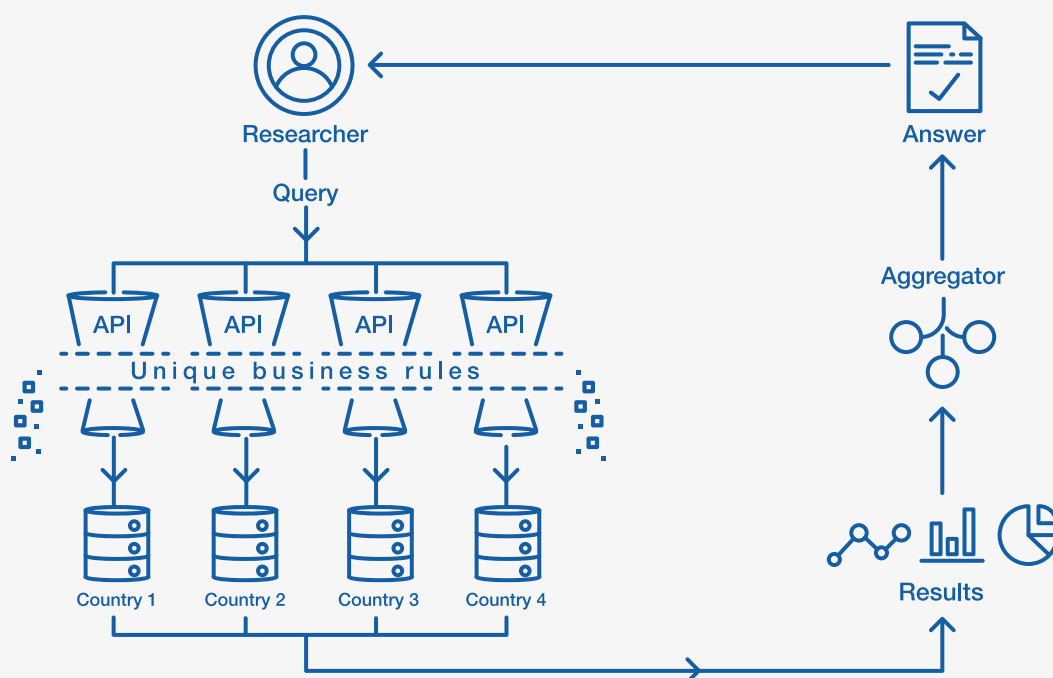 Researcher
Answer
Query
Aggregator
API API API API
Unique business rules
Country 1 Country 2 Country 3 Country 4
Results